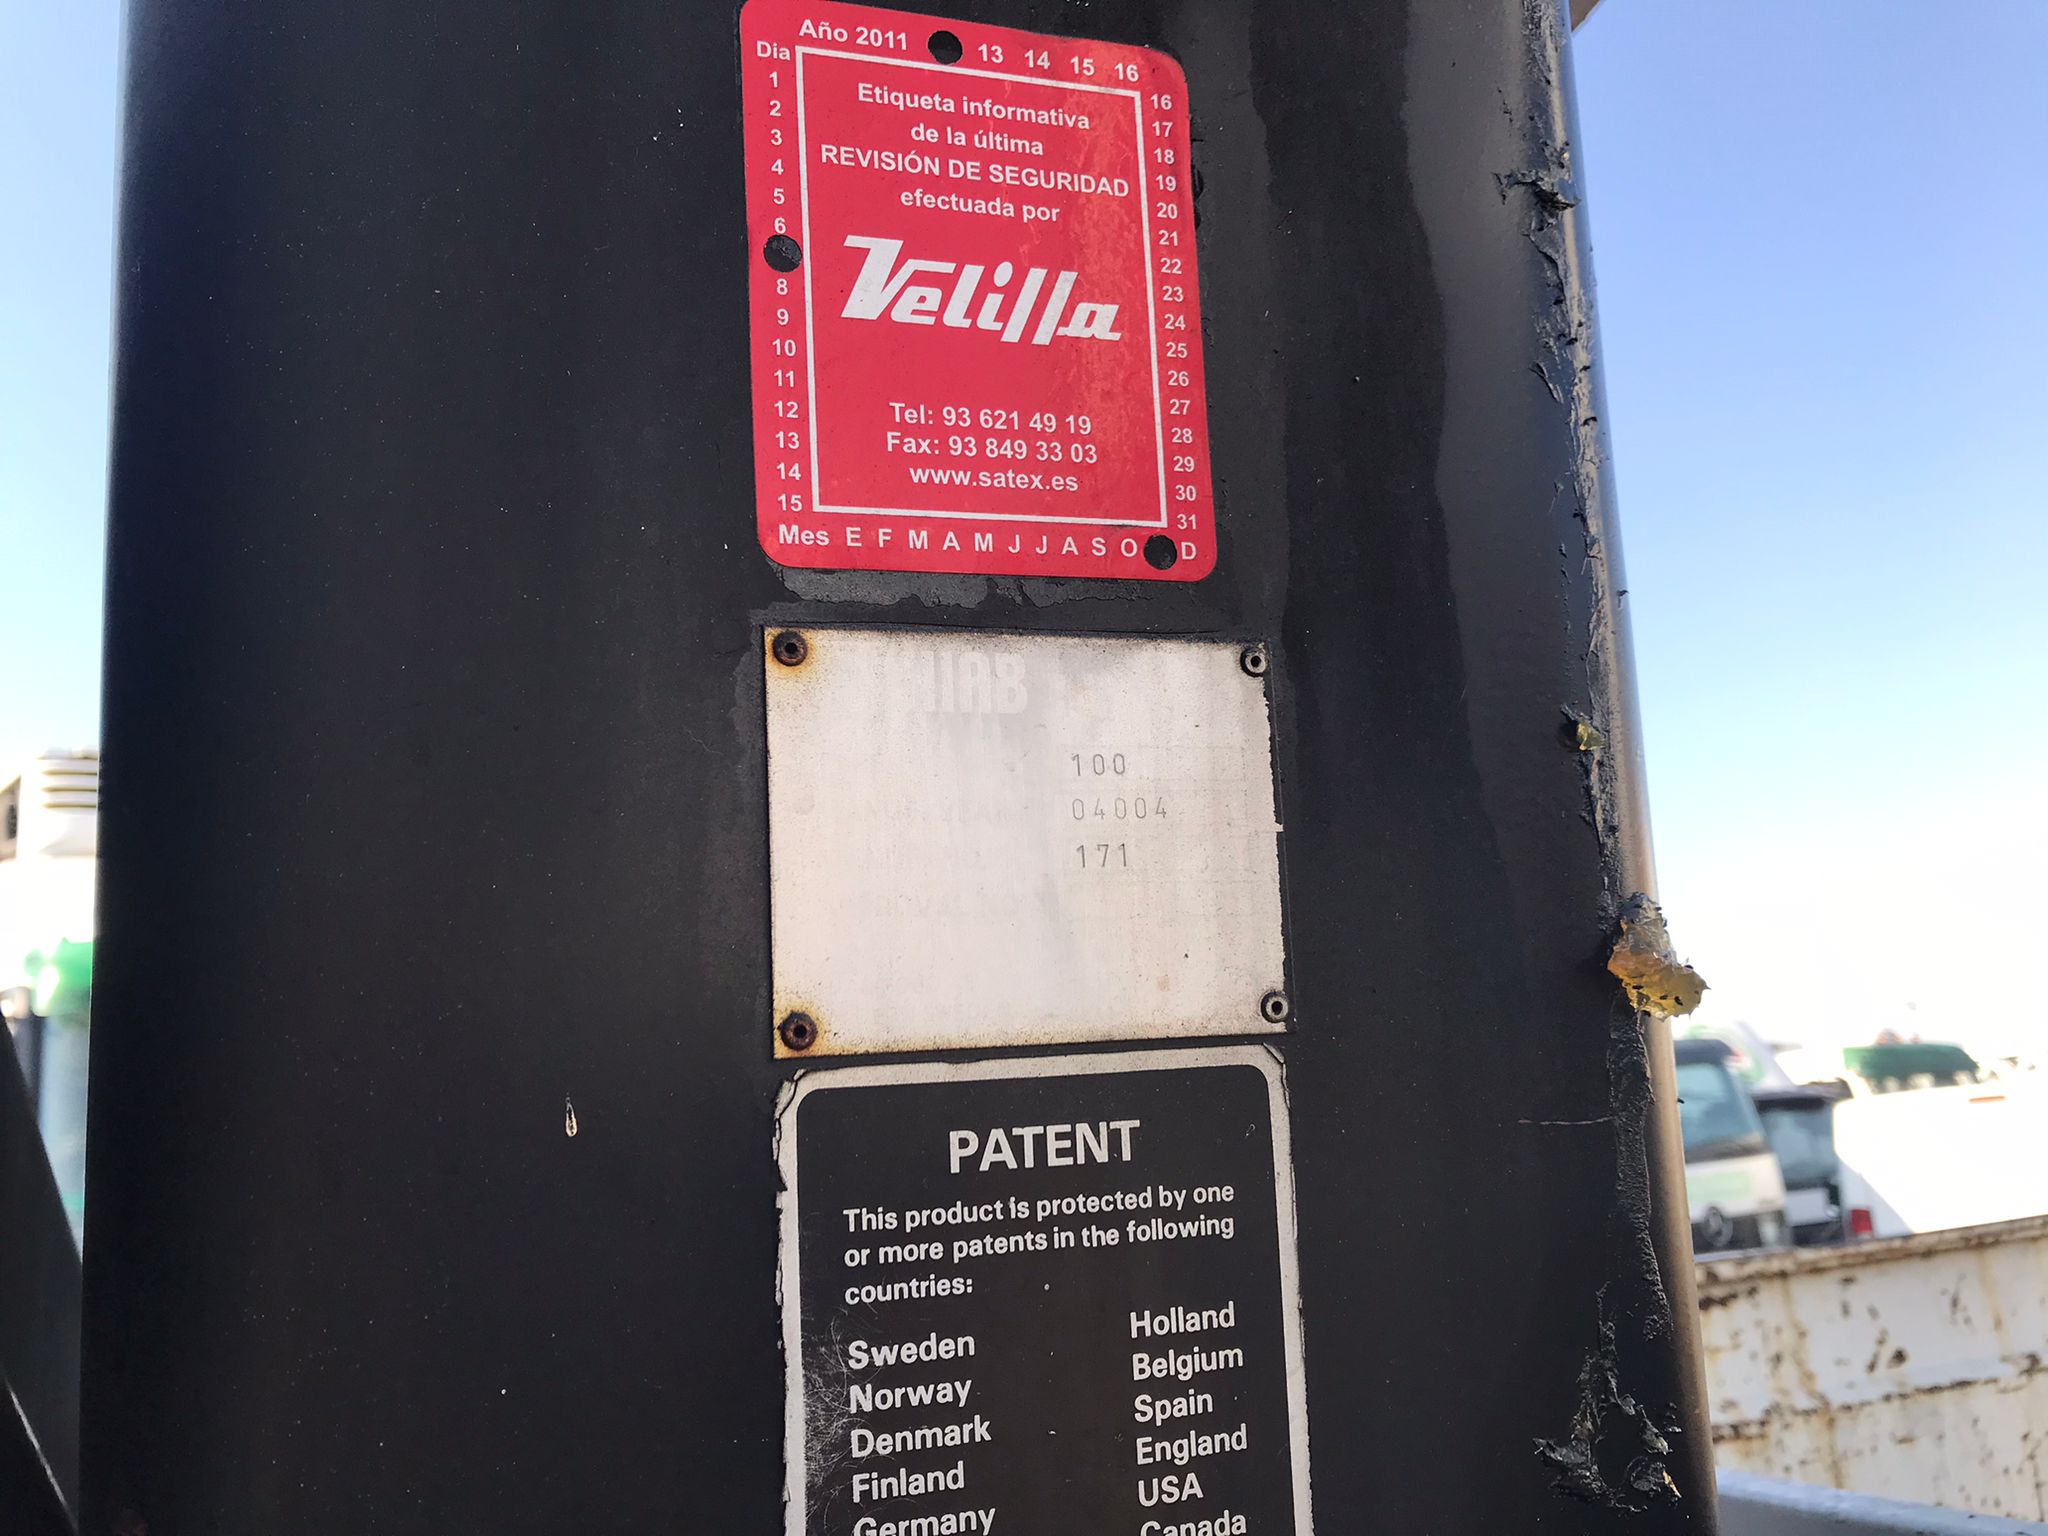 Año 2011 13 14 15 16
Dia
1
2
3
4
5
6
8
9
10
11
12
13
14
15
Etiqueta informativa
de la última
REVISIÓN DE SEGURIDAD
efectuada por
Velilla
Tel: 93 621 49 19
Fax: 93 849 33 03
www.satex.es
16
17
18
19
20
21
22
23
24
25
26
27
28
29
30
31
Mes E F M A M J J A S O D
HIAB
100
04004
171
PATENT
This product is protected by one
or more patents in the following
countries:
Sweden
Norway
Denmark
Finland
Germany
Holland
Belgium
Spain
England
USA
Canada